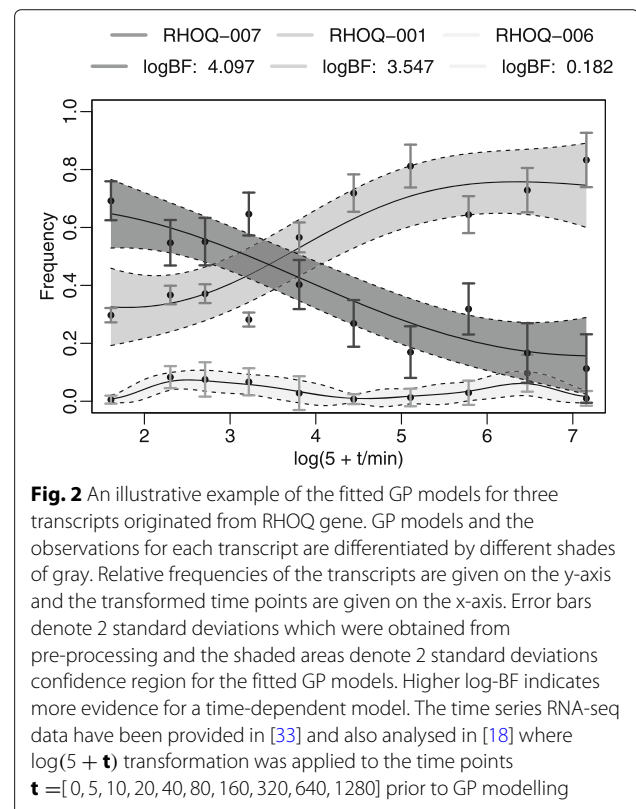 RHOQ−007 RHOQ−001 RHOQ−006
logBF: 4.097 logBF: 3.547 logBF: 0.182
Frequency
1.0
0.8
0.6
0.4
0.2
0.0
2 3 4 5 6 7
log(5 + t/min)
Fig. 2 An illustrative example of the fitted GP models for three
transcripts originated from RHOQ gene. GP models and the
observations for each transcript are differentiated by different shades
of gray. Relative frequencies of the transcripts are given on the y-axis
and the transformed time points are given on the x-axis. Error bars
denote 2 standard deviations which were obtained from
pre-processing and the shaded areas denote 2 standard deviations
confidence region for the fitted GP models. Higher log-BF indicates
more evidence for a time-dependent model. The time series RNA-seq
data have been provided in [33] and also analysed in [18] where
log(5 + t) transformation was applied to the time points
t =[ 0, 5, 10, 20, 40, 80, 160, 320, 640, 1280] prior to GP modelling